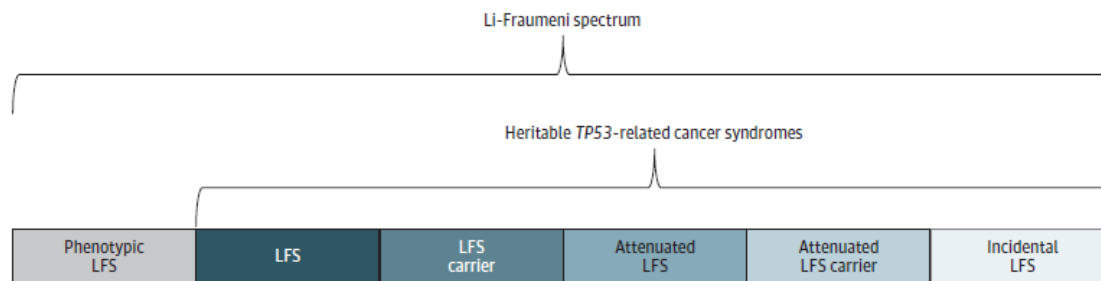 Li-Fraumeni spectrum
Heritable TP53-related cancer syndromes
Phenotypic
LFS
LFS
LFS
carrier
Attenuated
LFS
Attenuated
LFS carrier
Incidental
LFS